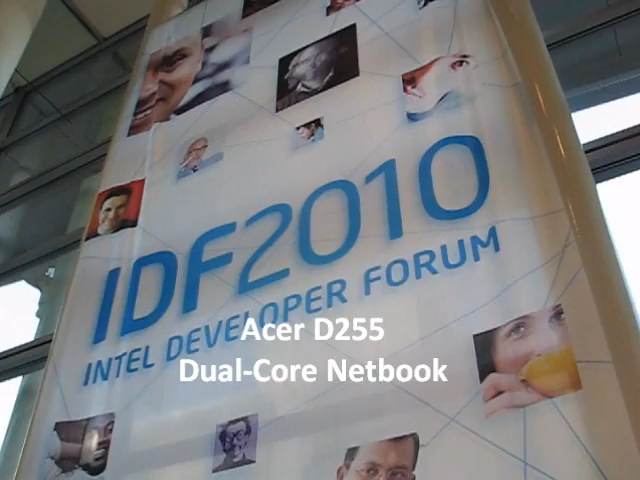 IDF2010
INTEL DEVELOPER FORUM
Acer D255
Dual-Core Netbook